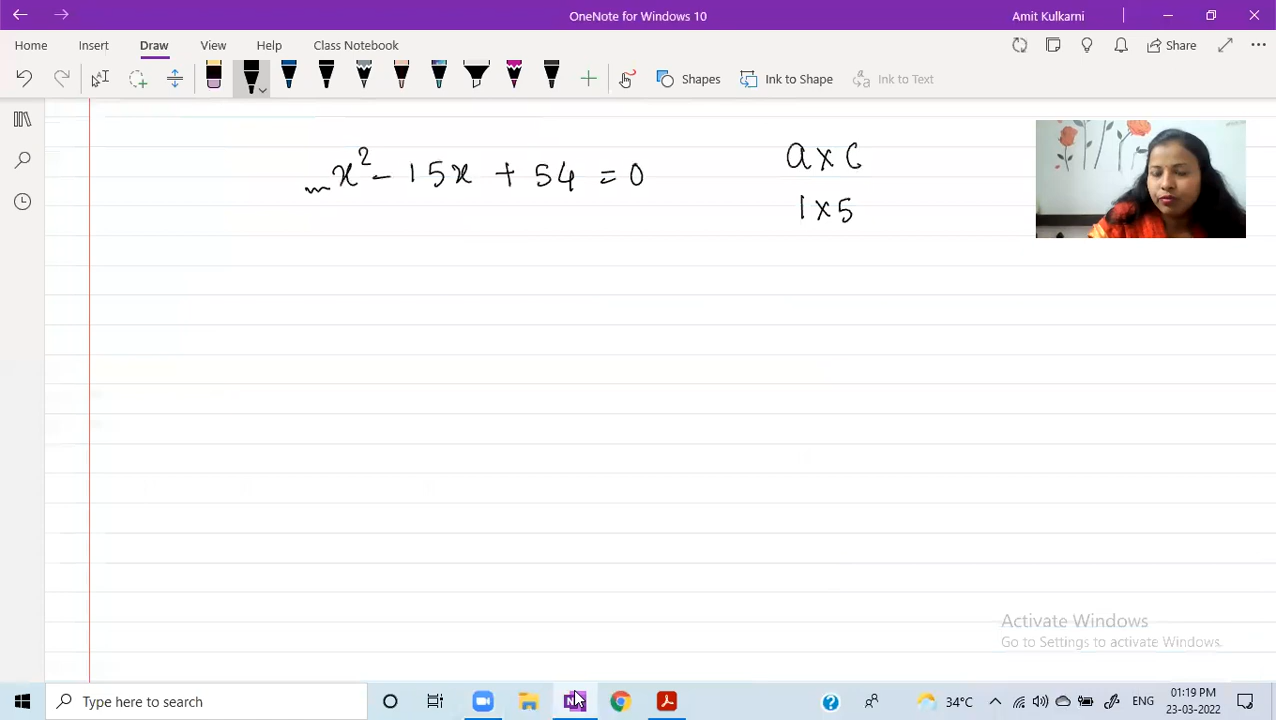 OneNote for Windows 10
Amit Kulkarni
Home Insert Draw View Help Class Notebook
Share
Shapes Ink to Shape Ink to Text
x² - 15x + 54 = 0
a x c
1 x 5
Activate Windows
Go to Settings to activate Windows.
Type here to search
34°C
ENG
01:19 PM
23-03-2022